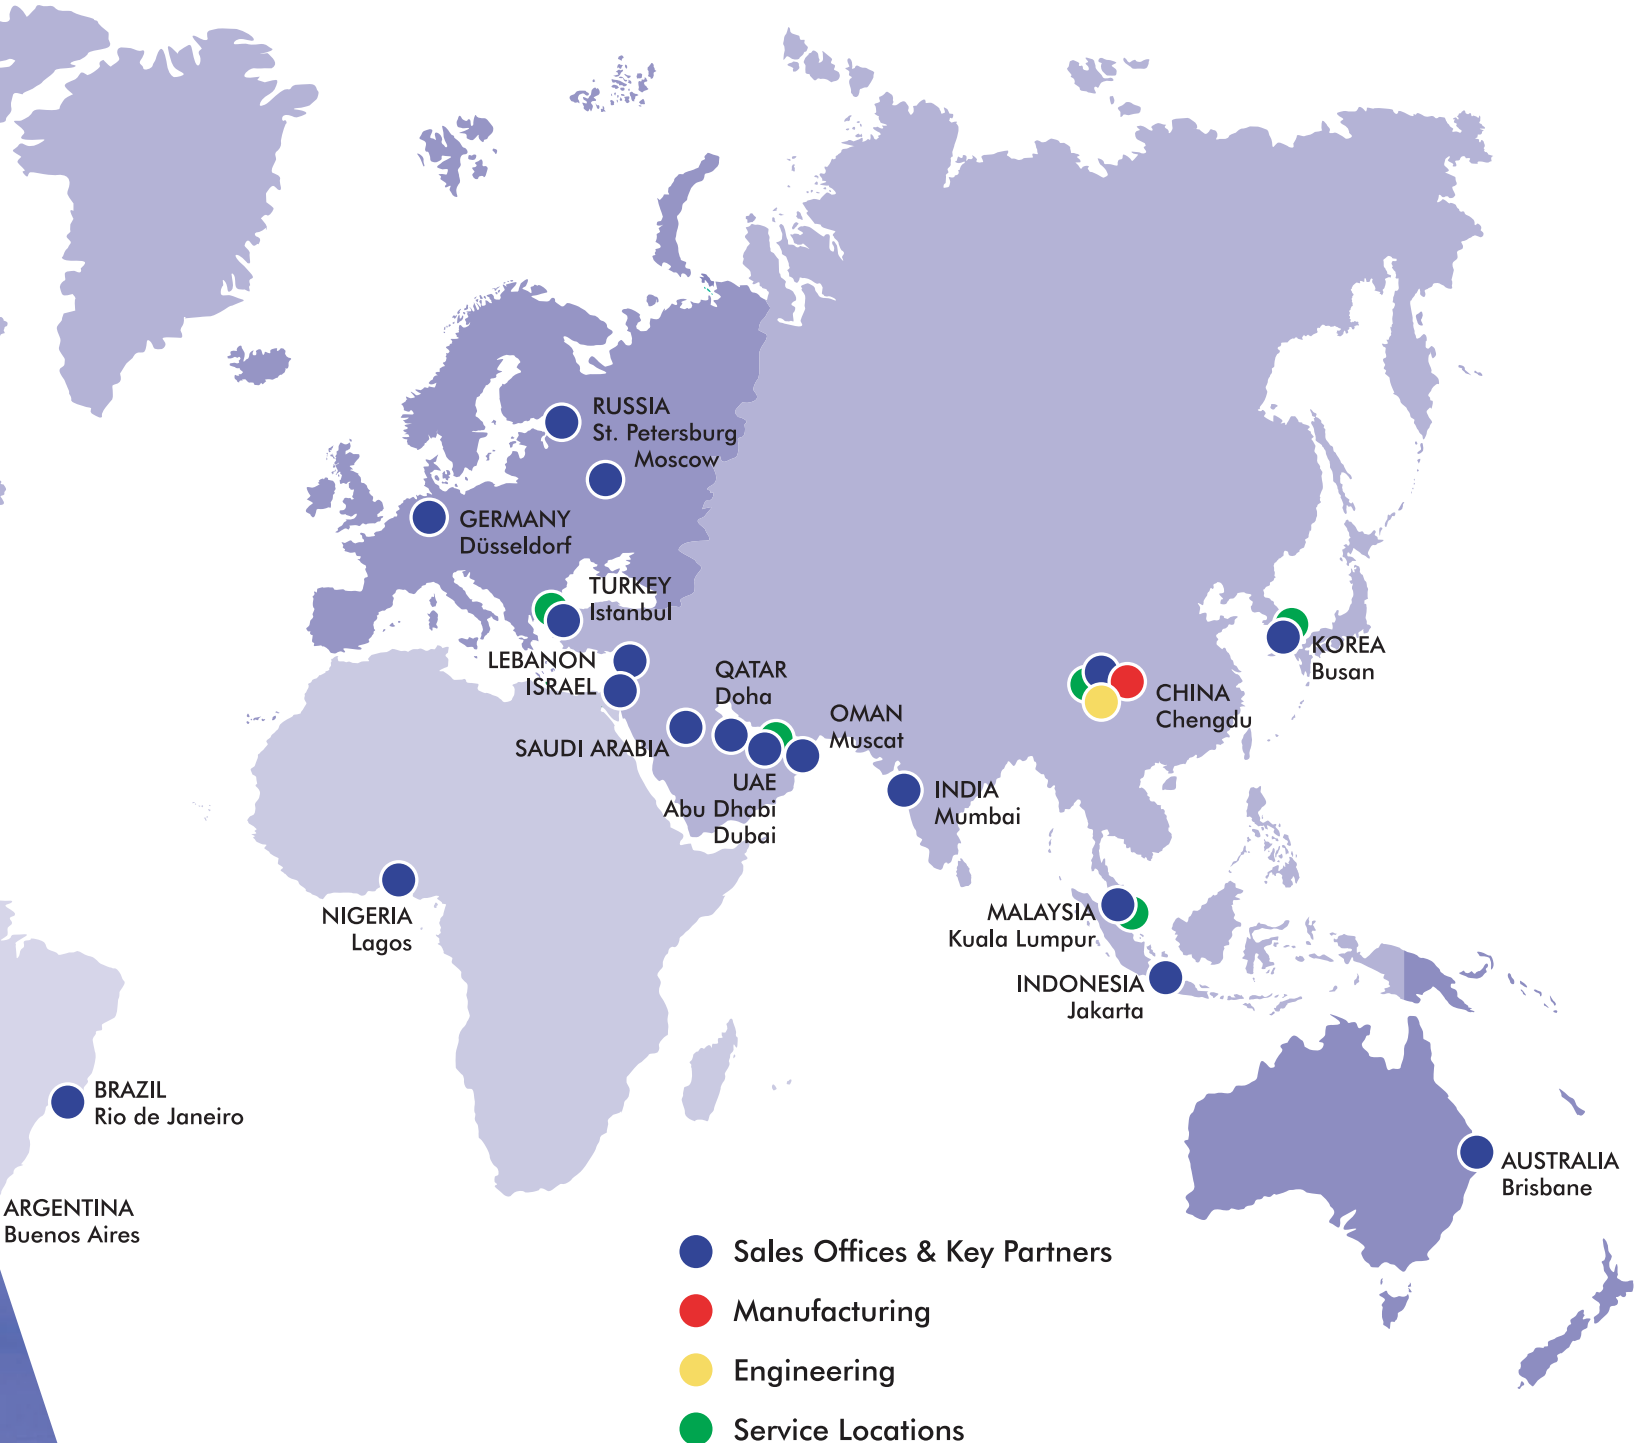 RUSSIA
St. Petersburg
Moscow
GERMANY
Düsseldorf
TURKEY
Istanbul
LEBANON
ISRAEL
QATAR
Doha
SAUDI ARABIA
OMAN
Muscat
UAE
Abu Dhabi
Dubai
INDIA
Mumbai
KOREA
Busan
CHINA
Chengdu
NIGERIA
Lagos
MALAYSIA
Kuala Lumpur
INDONESIA
Jakarta
BRAZIL
Rio de Janeiro
ARGENTINA
Buenos Aires
AUSTRALIA
Brisbane
Sales Offices & Key Partners
Manufacturing
Engineering
Service Locations